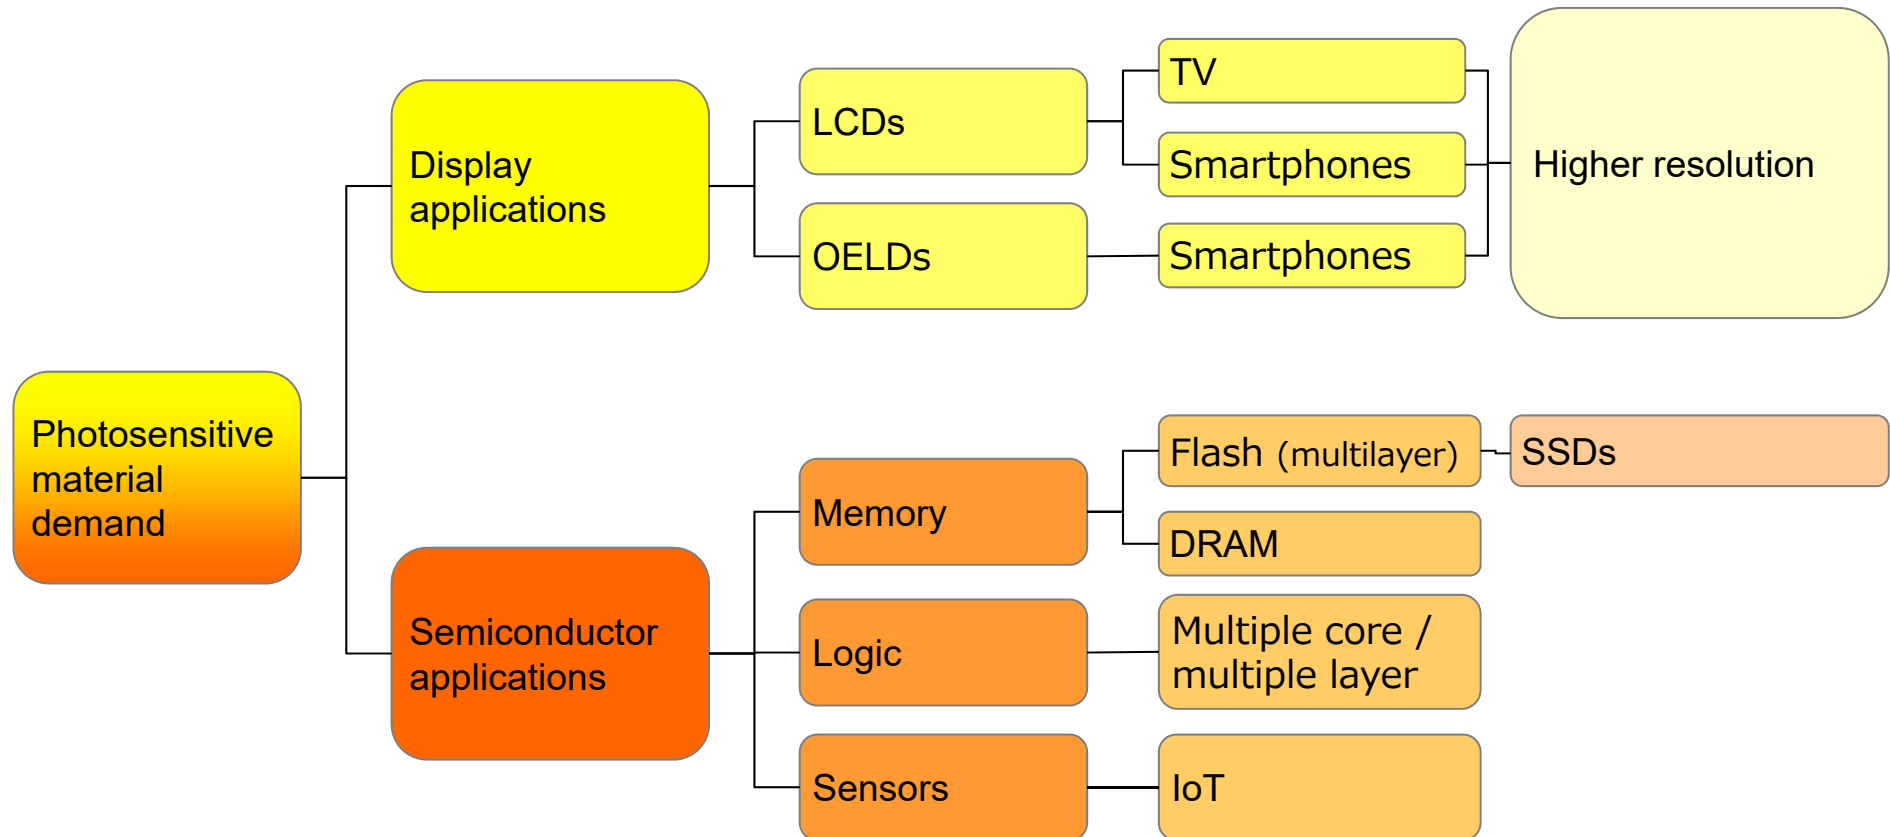 TV
LCDs
Display
applications
Smartphones
Higher resolution
OELDs
Smartphones
Photosensitive
material
demand
Flash (multilayer)
SSDs
Memory
DRAM
Semiconductor
applications
Logic
Multiple core /
multiple layer
Sensors
IoT